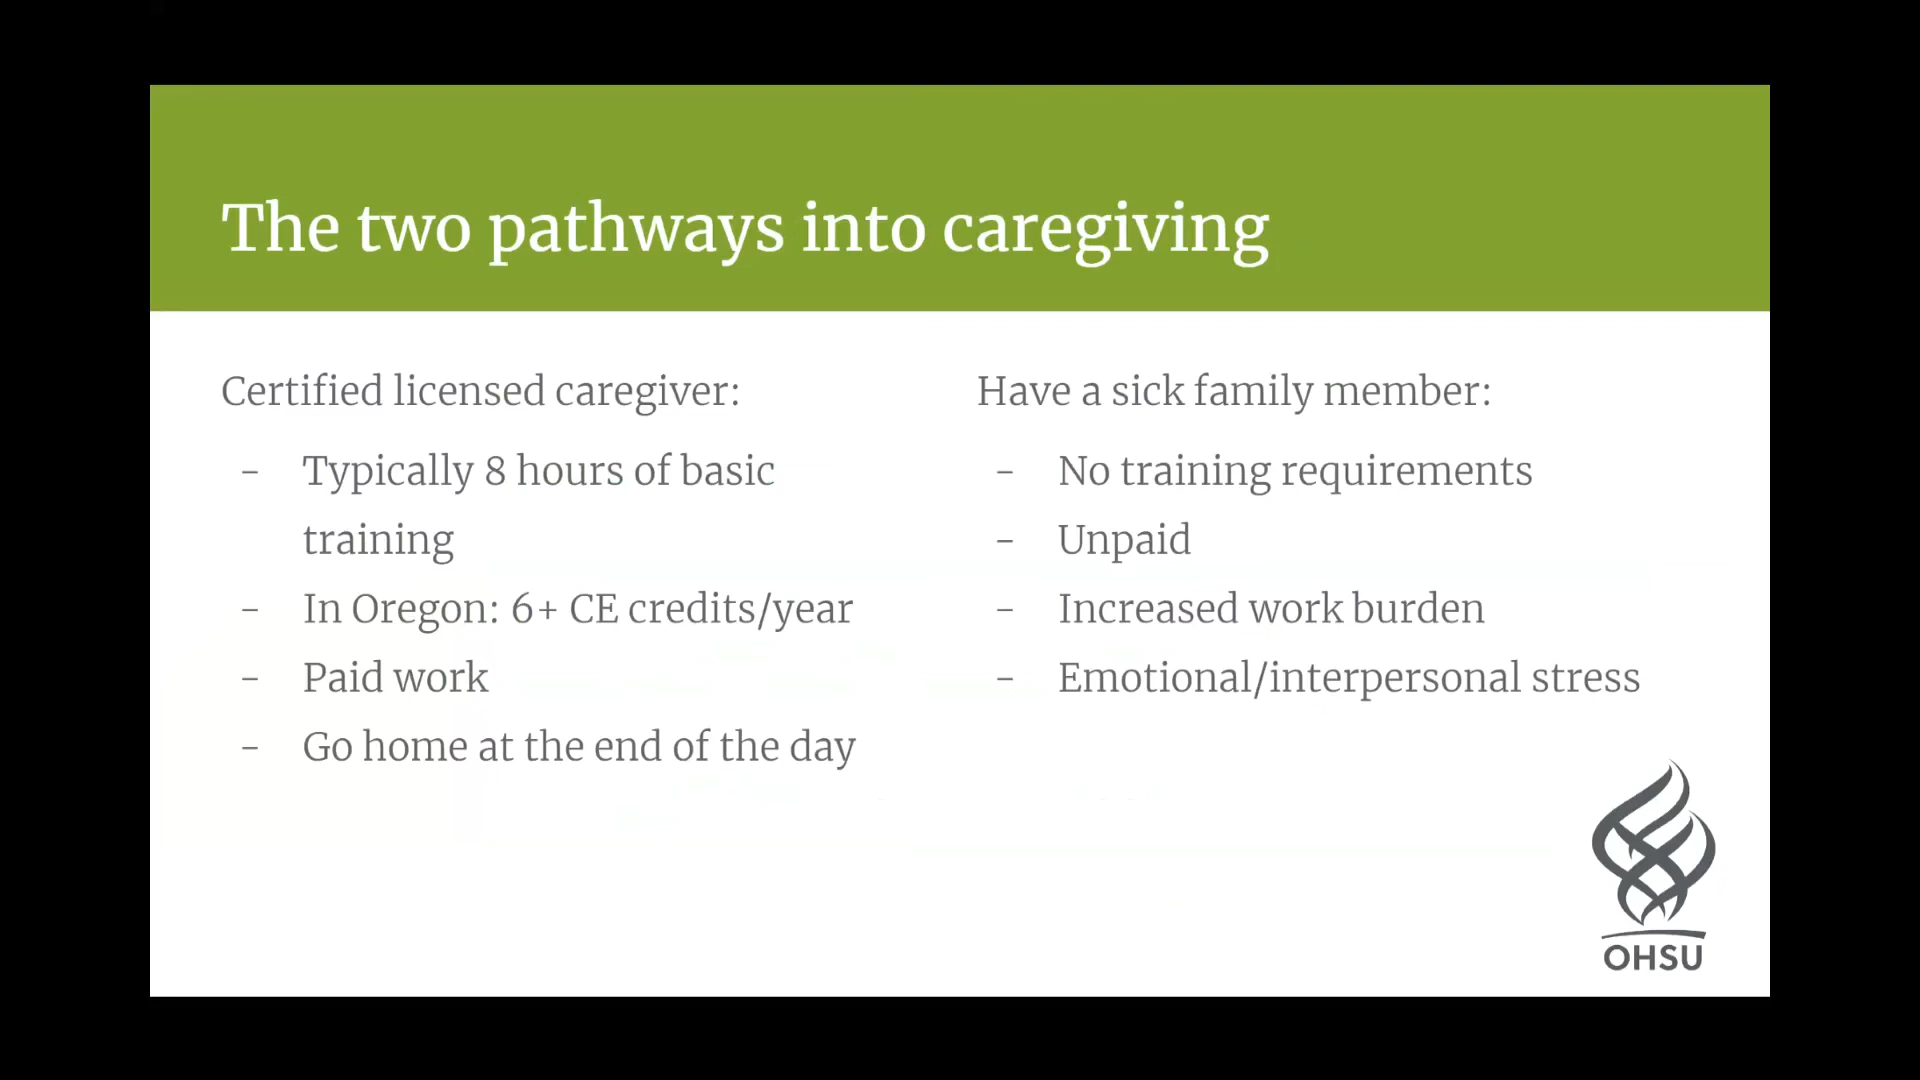 The two pathways into caregiving
Certified licensed caregiver:
- Typically 8 hours of basic
training
- In Oregon: 6+ CE credits/year
- Paid work
- Go home at the end of the day
Have a sick family member:
- No training requirements
- Unpaid
- Increased work burden
- Emotional/interpersonal stress
OHSU